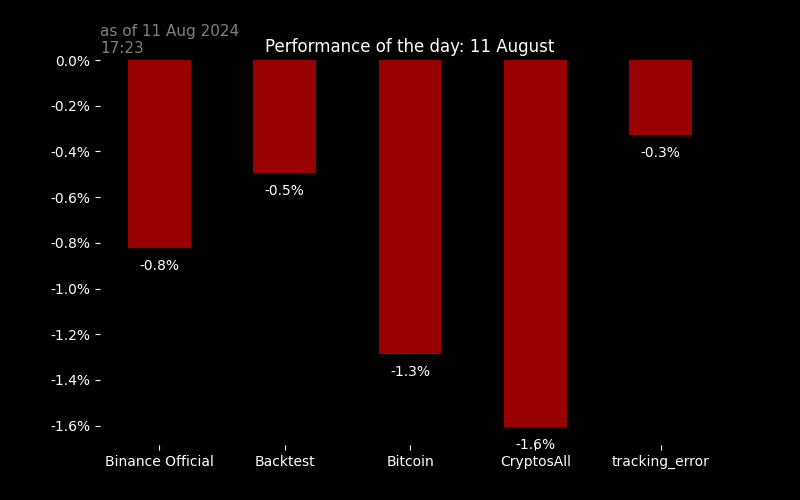 as of 11 Aug 2024
17:23
Performance of the day: 11 August
0.0%
-0.2%
-0.4%
-0.6%
-0.8%
-1.0%
-1.2%
-1.4%
-1.6%
-0.8%
-0.5%
-1.3%
-1.6%
-0.3%
Binance Official
Backtest
Bitcoin
CryptosAll
tracking_error